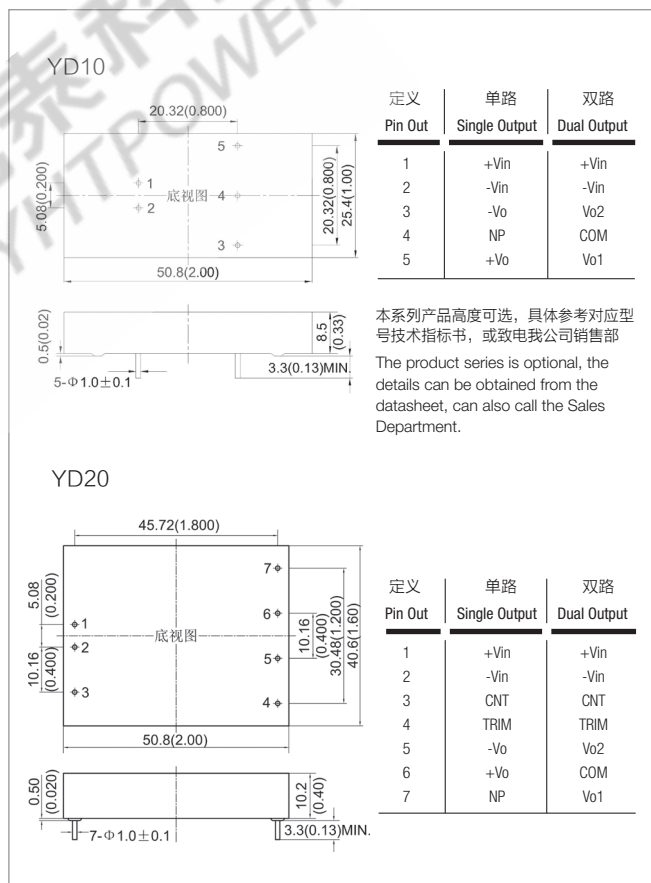 YD10
20.32(0.800)
5
1
底视图
4
2
3
5.08(0.200)
20.32(0.800)
25.4(1.00)
50.8(2.00)
0.5(0.02)
8.5
(0.33)
5-Φ1.0±0.1
3.3(0.13)MIN.
定义 单路 双路
Pin Out Single Output Dual Output
1 +Vin +Vin
2 -Vin -Vin
3 -Vo Vo2
4 NP COM
5 +Vo Vo1
本系列产品高度可选，具体参考对应型
号技术指标书，或致电我公司销售部
The product series is optional, the
details can be obtained from the
datasheet, can also call the Sales
Department.
YD20
45.72(1.800)
7
6
1
底视图
2
5
3
4
5.08
(0.200)
10.16
(0.400)
10.16
(0.400)
30.48(1.200)
40.6(1.60)
50.8(2.00)
0.50
(0.020)
10.2
(0.40)
7-Φ1.0±0.1
3.3(0.13)MIN.
定义 单路 双路
Pin Out Single Output Dual Output
1 +Vin +Vin
2 -Vin -Vin
3 CNT CNT
4 TRIM TRIM
5 -Vo Vo2
6 +Vo COM
7 NP Vo1
泰科
YHTPOWER